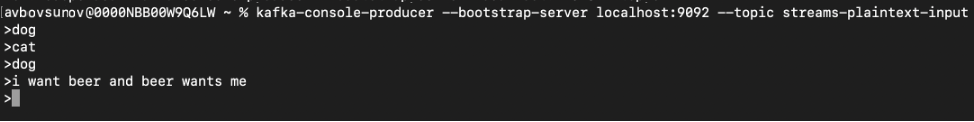 avbovsunov@0000NBB00W9Q6LW ~ % kafka-console-producer --bootstrap-server localhost:9092 --topic streams-plaintext-input
>dog
>cat
>dog
>i want beer and beer wants me
>